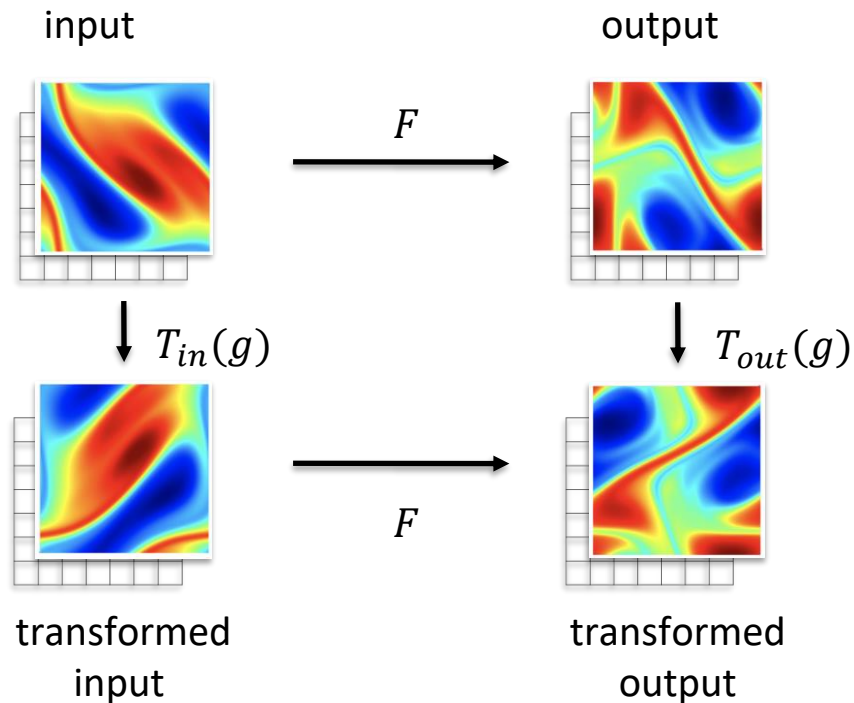 input
output
F
T_in(g)
T_out(g)
F
transformed
input
transformed
output